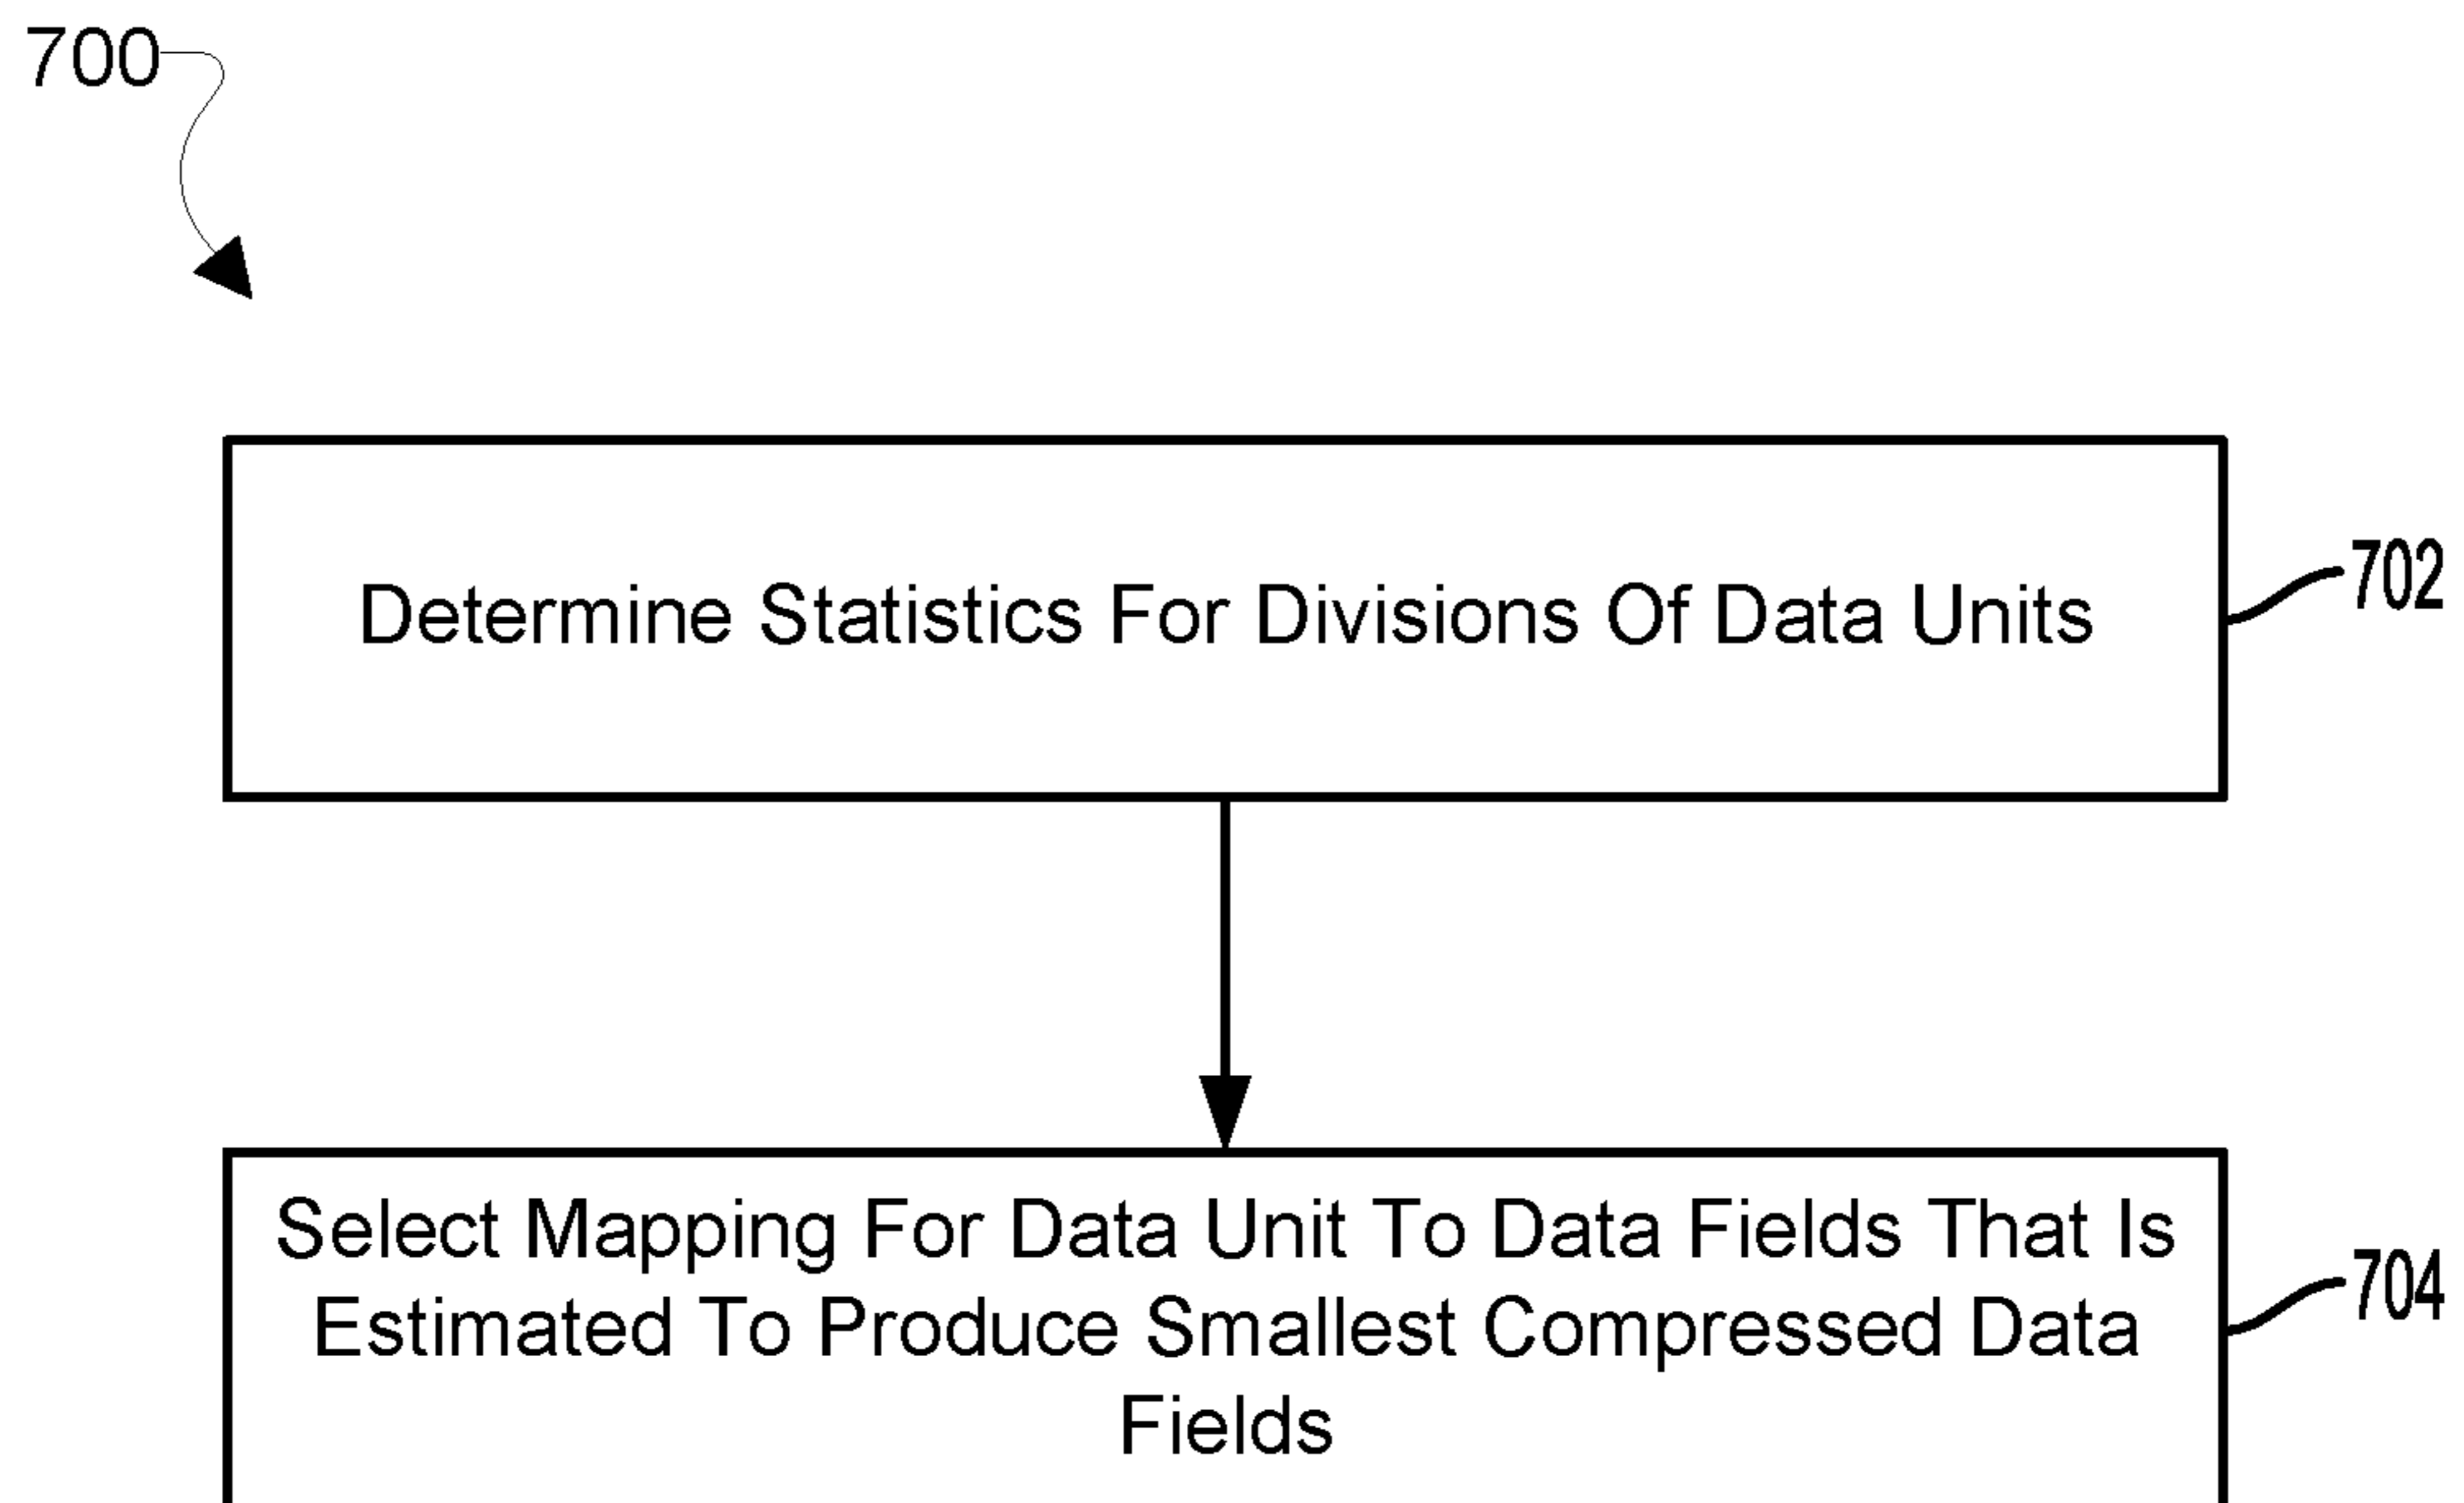 700
Determine Statistics For Divisions Of Data Units
702
Select Mapping For Data Unit To Data Fields That Is
Estimated To Produce Smallest Compressed Data
Fields
704